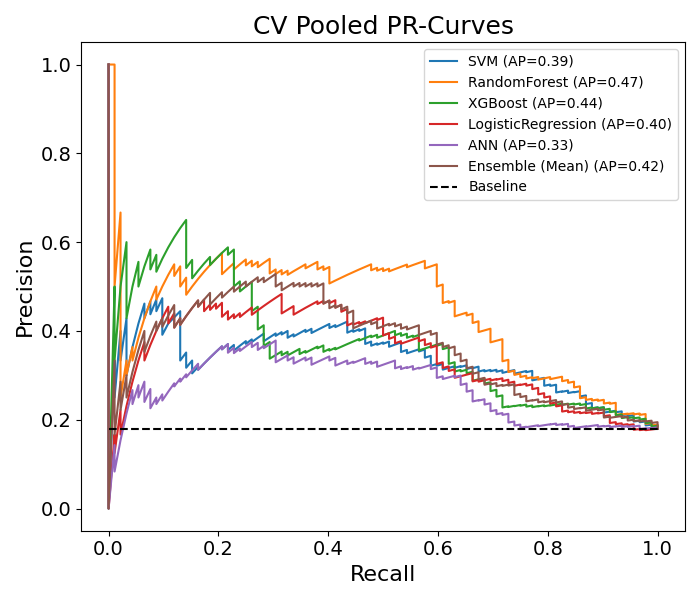 CV Pooled PR-Curves
SVM (AP=0.39)
RandomForest (AP=0.47)
XGBoost (AP=0.44)
LogisticRegression (AP=0.40)
ANN (AP=0.33)
Ensemble (Mean) (AP=0.42)
Baseline
Precision
1.0
0.8
0.6
0.4
0.2
0.0
0.0 0.2 0.4 0.6 0.8 1.0
Recall